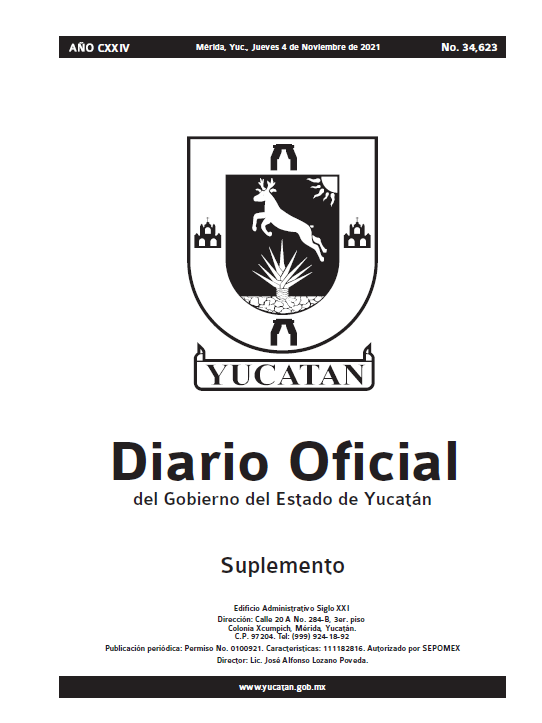 AÑO CXXIV Mérida, Yuc., Jueves 4 de Noviembre de 2021 No. 34,623
YUCATAN
Diario Oficial
del Gobierno del Estado de Yucatán
Suplemento
Edificio Administrativo Siglo XXI
Dirección: Calle 20 A No. 284-B, 3er. piso
Colonia Xcumpich, Mérida, Yucatán.
C.P. 97204. Tel: (999) 924-18-92
Publicación periódica: Permiso No. 0100921. Características: 111182816. Autorizado por SEPOMEX
Director: Lic. José Alfonso Lozano Poveda.
www.yucatan.gob.mx